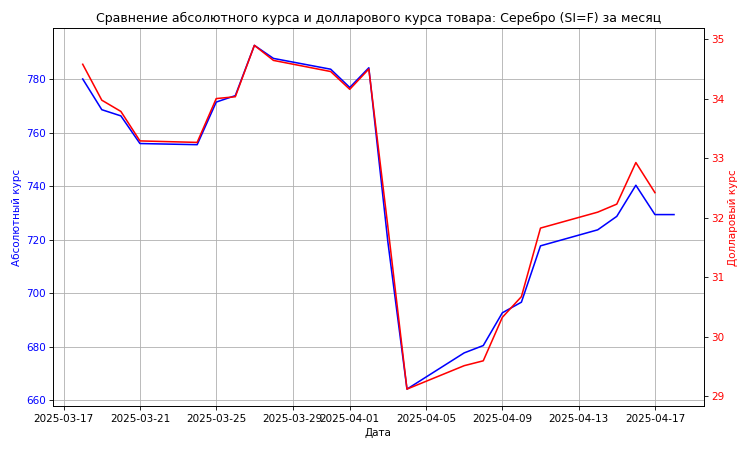 Сравнение абсолютного курса и долларового курса товара: Серебро (SI=F) за месяц
780
760
740
720
700
680
660
Абсолютный курс
35
34
33
32
31
30
29
Долларовый курс
2025-03-17 2025-03-21 2025-03-25 2025-03-29 2025-04-01 2025-04-05 2025-04-09 2025-04-13 2025-04-17
Дата